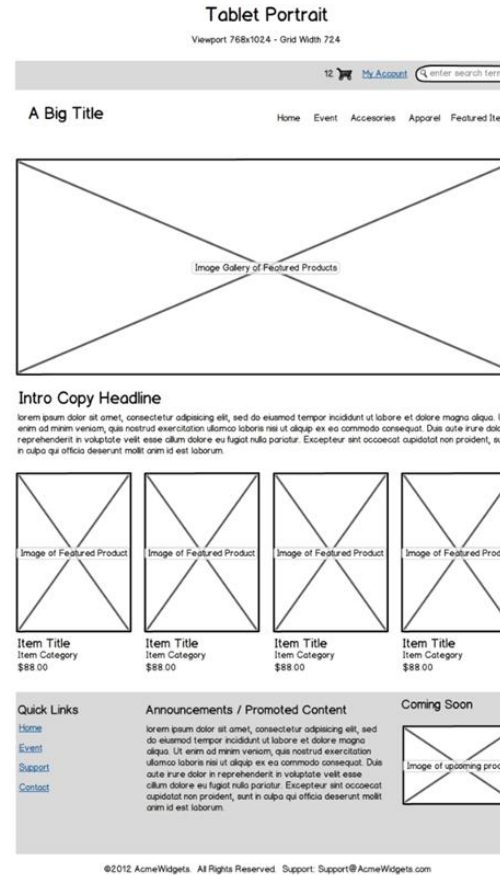 Tablet Portrait
Viewport 768x1024 - Grid Width 724
12 My Account enter search term
A Big Title
Home Event Accesories Apparel Featured Ite
Image Gallery of Featured Products
Intro Copy Headline
lorem ipsum dolor sit amet, consectetur adipisicing elit, sed do eiusmod tempor incididunt ut labore et dolore magna aliqua. U
enim ad minim veniam, quis nostrud exercitation ullamco laboris nisi ut aliquip ex ea commodo consequat. Duis aute irure dolo
reprehenderit in voluptate velit esse cillum dolore eu fugiat nulla pariatur. Excepteur sint occaecat cupidatat non proident, su
in culpa qui officia deserunt mollit anim id est laborum.
Image of Featured Product Image of Featured Product Image of Featured Product Image of Featured Prod
Item Title Item Title Item Title Item Title
Item Category Item Category Item Category Item Category
$88.00 $88.00 $88.00 $88.00
Quick Links
Home
Event
Support
Contact
Announcements / Promoted Content
lorem ipsum dolor sit amet, consectetur adipisicing elit, sed
do eiusmod tempor incididunt ut labore et dolore magna
aliqua. Ut enim ad minim veniam, quis nostrud exercitation
ullamco laboris nisi ut aliquip ex ea commodo consequat. Duis
aute irure dolor in reprehenderit in voluptate velit esse
cillum dolore eu fugiat nulla pariatur. Excepteur sint occaecat
cupidatat non proident, sunt in culpa qui officia deserunt mollit
anim id est laborum.
Coming Soon
Image of upcoming prod
©2012 AcmeWidgets. All Rights Reserved. Support: Support@AcmeWidgets.com